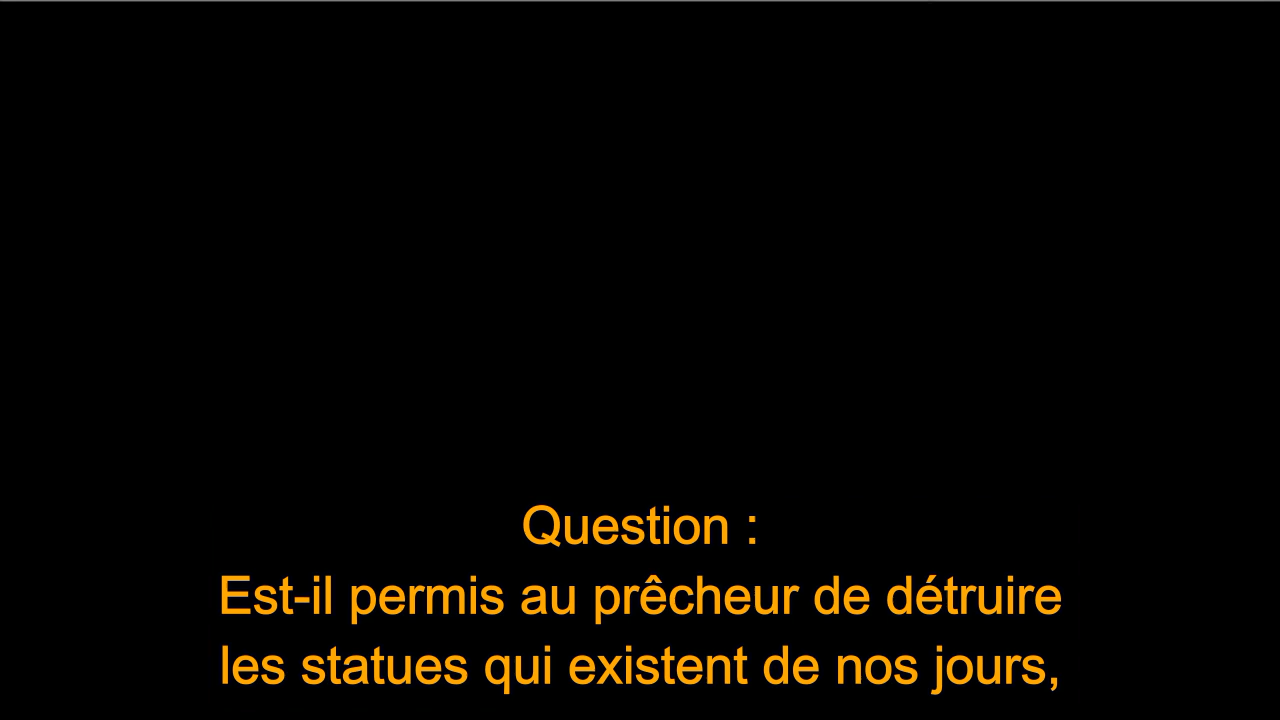 Question :
Est-il permis au prêcheur de détruire
les statues qui existent de nos jours,